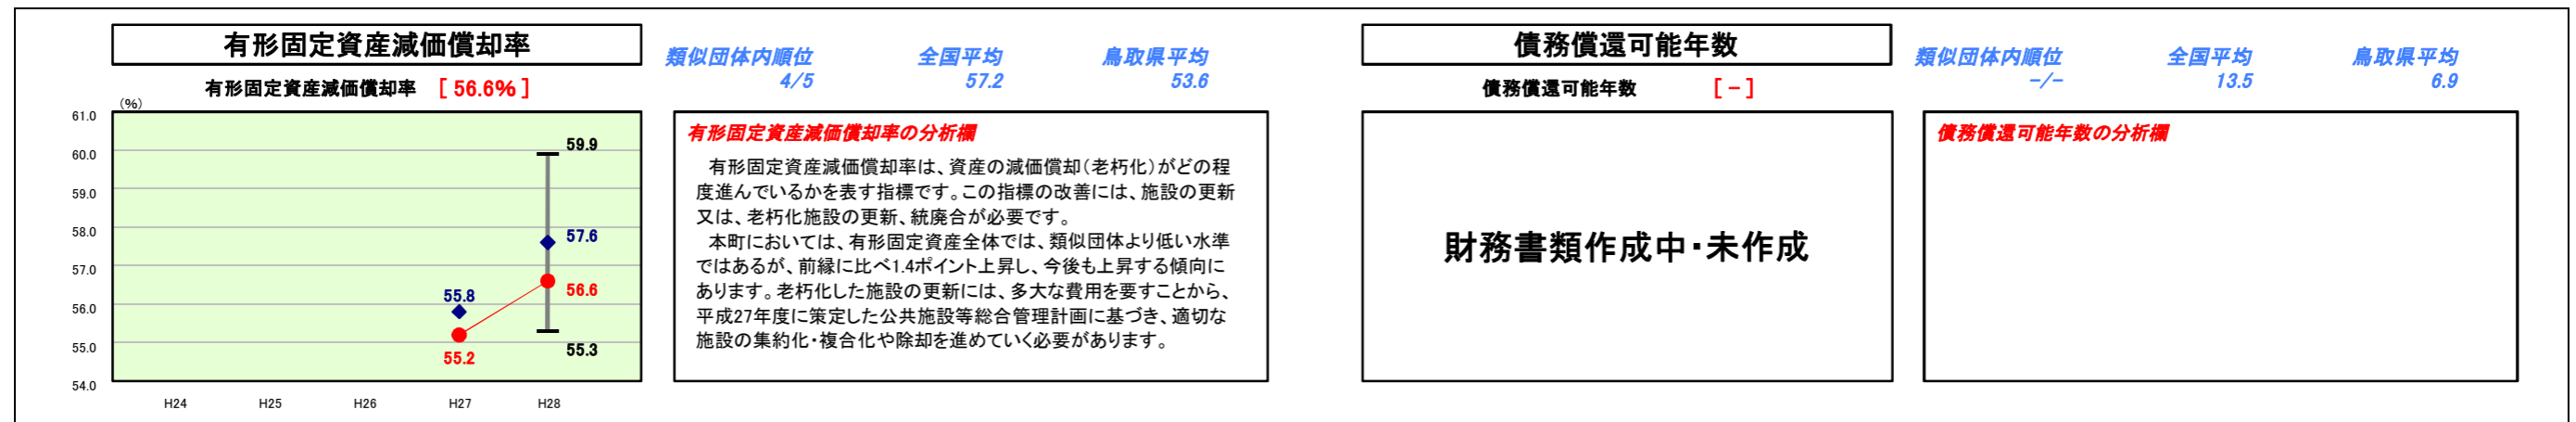 有形固定資産減価償却率
類似団体内順位 全国平均 鳥取県平均
4/5 57.2 53.6
有形固定資産減価償却率 [ 56.6% ]
(%)
61.0
60.0
59.0
58.0
57.0
56.0
55.0
54.0
59.9
57.6
56.6
55.8
55.2
55.3
H24 H25 H26 H27 H28
有形固定資産減価償却率の分析欄
有形固定資産減価償却率は、資産の減価償却(老朽化)がどの程
度進んでいるかを表す指標です。この指標の改善には、施設の更新
又は、老朽化施設の更新、統廃合が必要です。
本町においては、有形固定資産全体では、類似団体より低い水準
ではあるが、前縁に比べ1.4ポイント上昇し、今後も上昇する傾向に
あります。老朽化した施設の更新には、多大な費用を要すことから、
平成27年度に策定した公共施設等総合管理計画に基づき、適切な
施設の集約化・複合化や除却を進めていく必要があります。
債務償還可能年数
類似団体内順位 全国平均 鳥取県平均
-/- 13.5 6.9
債務償還可能年数 [ - ]
財務書類作成中・未作成
債務償還可能年数の分析欄